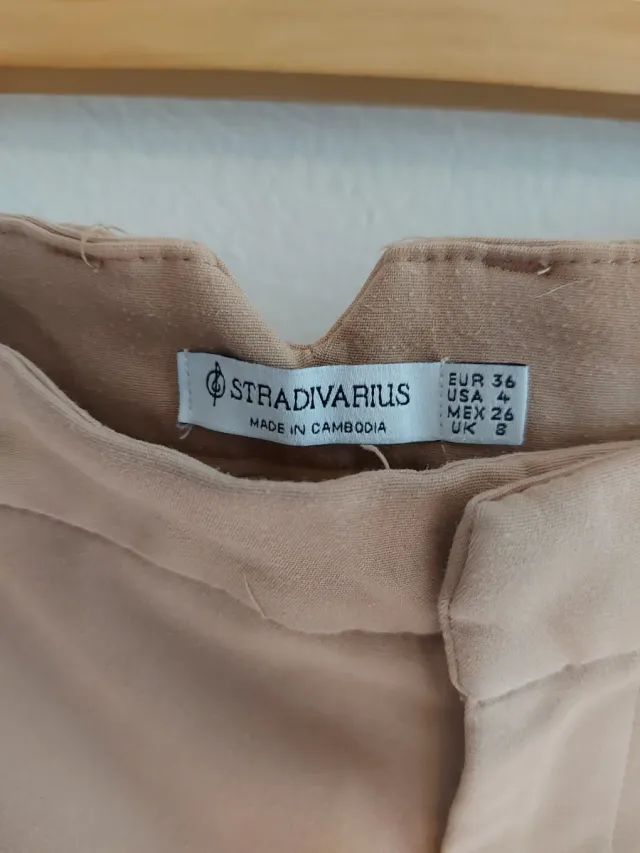 STRADIVARIUS
MADE IN CAMBODIA
EUR 36
USA 4
MEX 26
UK 8